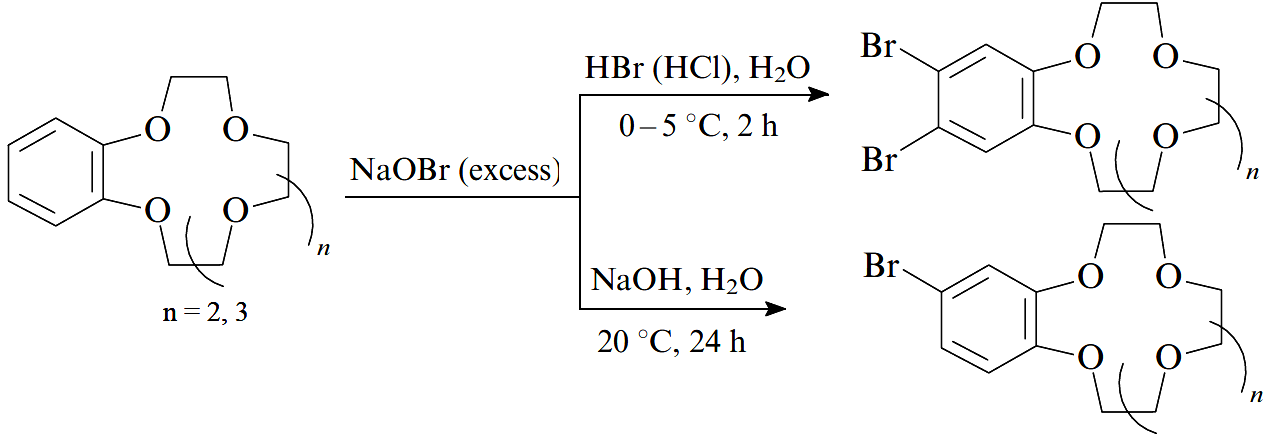 O O
O O
n
n = 2, 3
NaOBr (excess)
HBr (HCl), H₂O
0 – 5 °C, 2 h
NaOH, H₂O
20 °C, 24 h
Br O O
Br O O
n
Br O O
O O
n